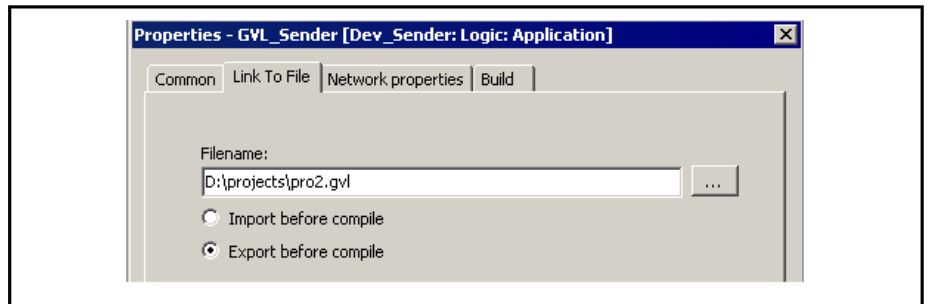 Properties - GVL_Sender [Dev_Sender: Logic: Application]
Common Link To File Network properties Build
Filename:
D:\projects\pro2.gvl ...
Import before compile
Export before compile